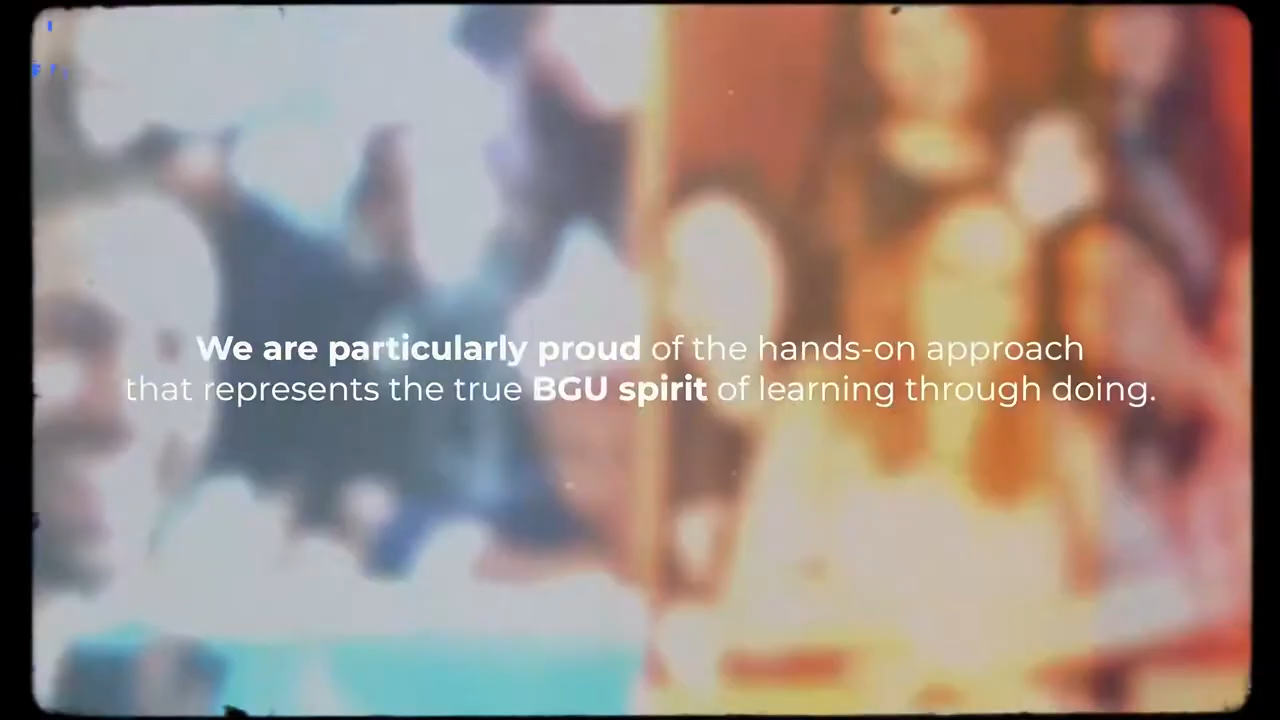 We are particularly proud of the hands-on approach
that represents the true BGU spirit of learning through doing.